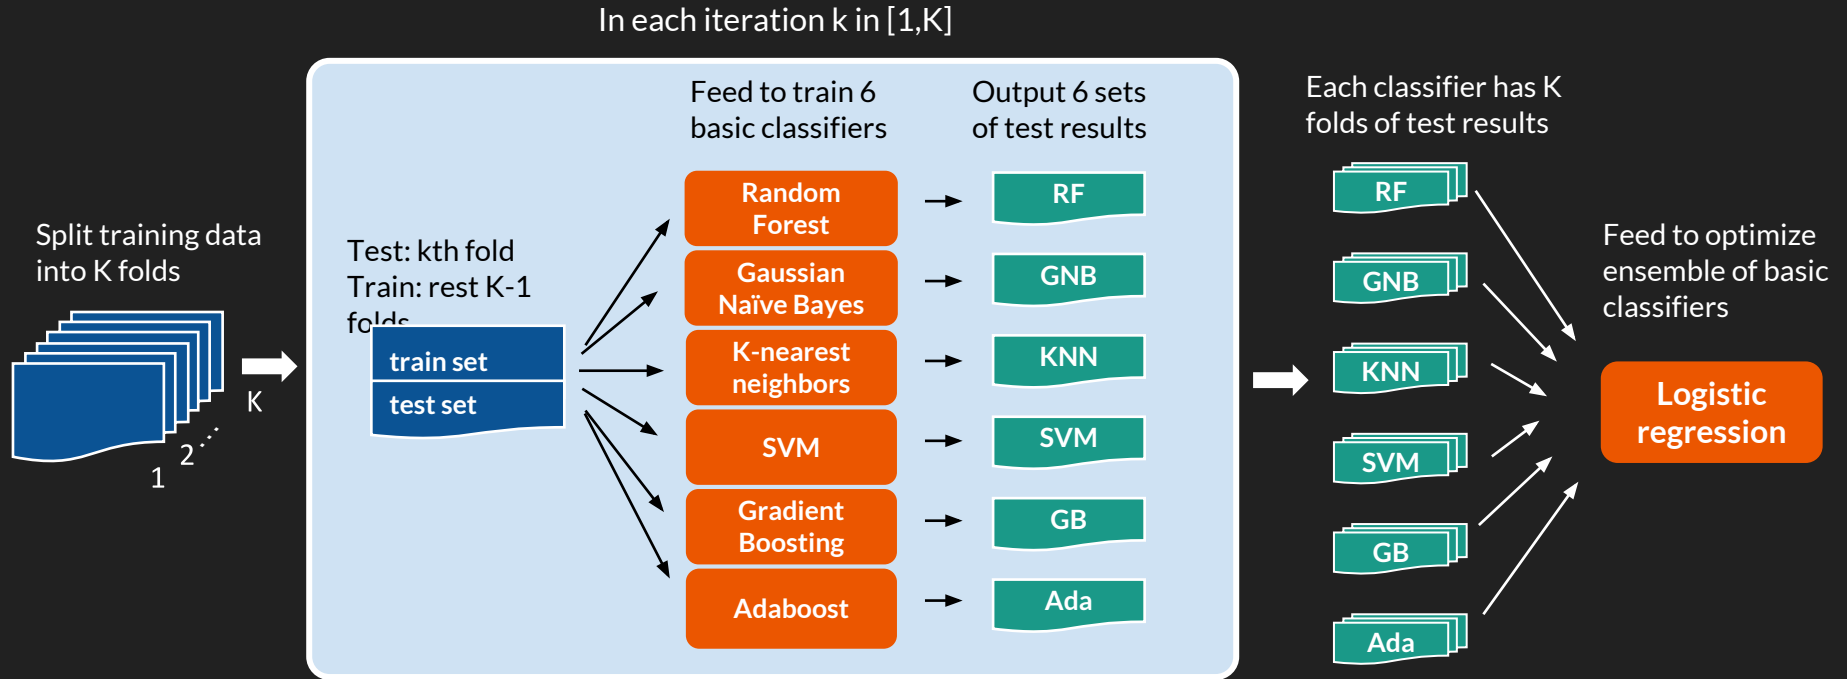 In each iteration k in [1,K]
Split training data
into K folds
1
2
...
K
Test: kth fold
Train: rest K-1
folds
train set
test set
Feed to train 6
basic classifiers
Random
Forest
Gaussian
Naïve Bayes
K-nearest
neighbors
SVM
Gradient
Boosting
Adaboost
Output 6 sets
of test results
RF
GNB
KNN
SVM
GB
Ada
Each classifier has K
folds of test results
RF
GNB
KNN
SVM
GB
Ada
Feed to optimize
ensemble of basic
classifiers
Logistic
regression